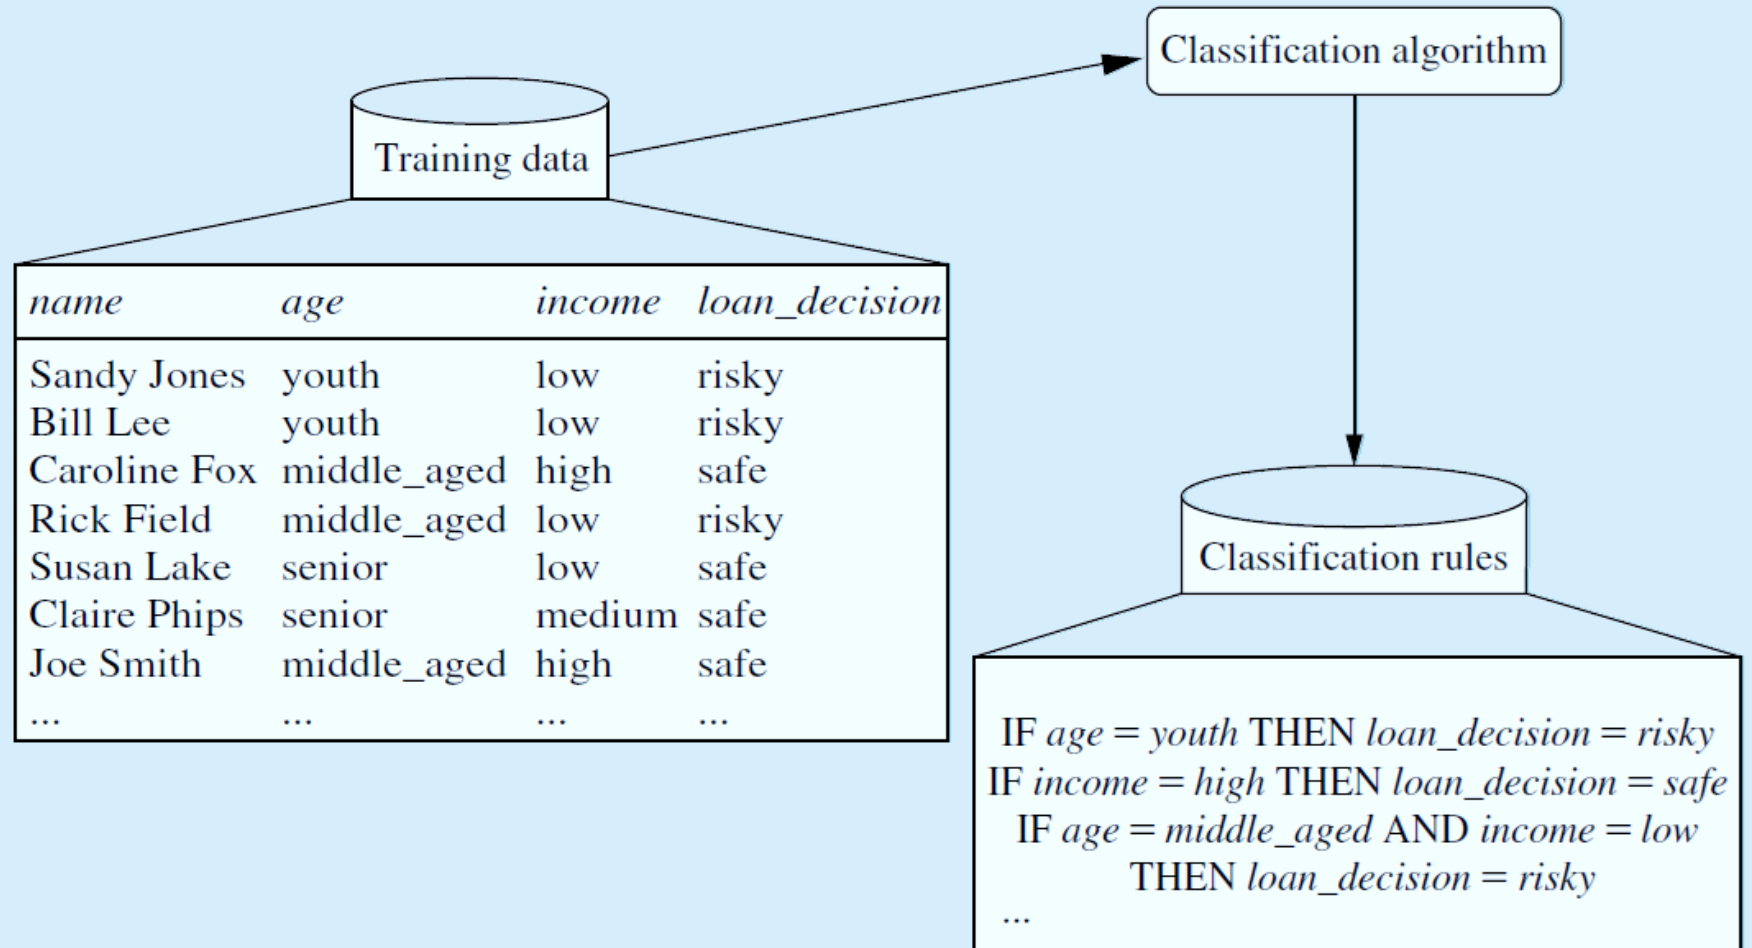 Classification algorithm
Training data
name age income loan_decision
Sandy Jones youth low risky
Bill Lee youth low risky
Caroline Fox middle_aged high safe
Rick Field middle_aged low risky
Susan Lake senior low safe
Claire Phips senior medium safe
Joe Smith middle_aged high safe
... ... ... ...
Classification rules
IF age = youth THEN loan_decision = risky
IF income = high THEN loan_decision = safe
IF age = middle_aged AND income = low
THEN loan_decision = risky
...